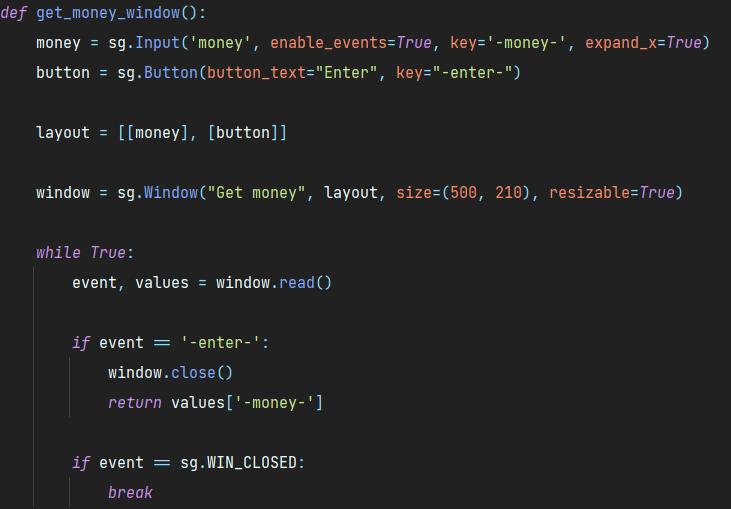 def get_money_window():
money = sg.Input('money', enable_events=True, key='-money-', expand_x=True)
button = sg.Button(button_text="Enter", key="-enter-")
layout = [[money], [button]]
window = sg.Window("Get money", layout, size=(500, 210), resizable=True)
while True:
event, values = window.read()
if event == '-enter-':
window.close()
return values['-money-']
if event == sg.WIN_CLOSED:
break